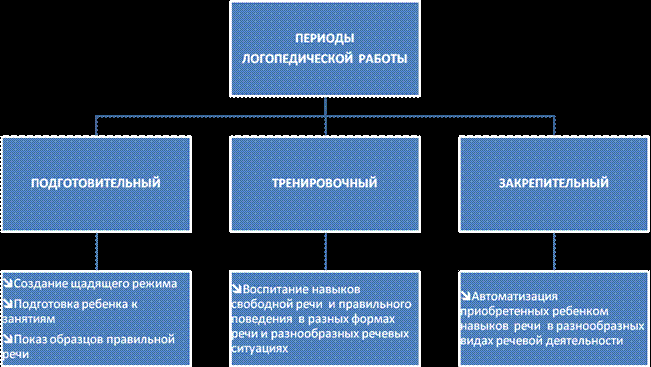 ПЕРИОДЫ
ЛОГОПЕДИЧЕСКОЙ РАБОТЫ
ПОДГОТОВИТЕЛЬНЫЙ
ТРЕНИРОВОЧНЫЙ
ЗАКРЕПИТЕЛЬНЫЙ
↘Создание щадящего режима
↘Подготовка ребенка к
занятиям
↘Показ образцов правильной
речи
↘Воспитание навыков
свободной речи и правильного
поведения в разных формах
речи и разнообразных речевых
ситуациях
↘Автоматизация
приобретенных ребенком
навыков речи в разнообразных
видах речевой деятельности